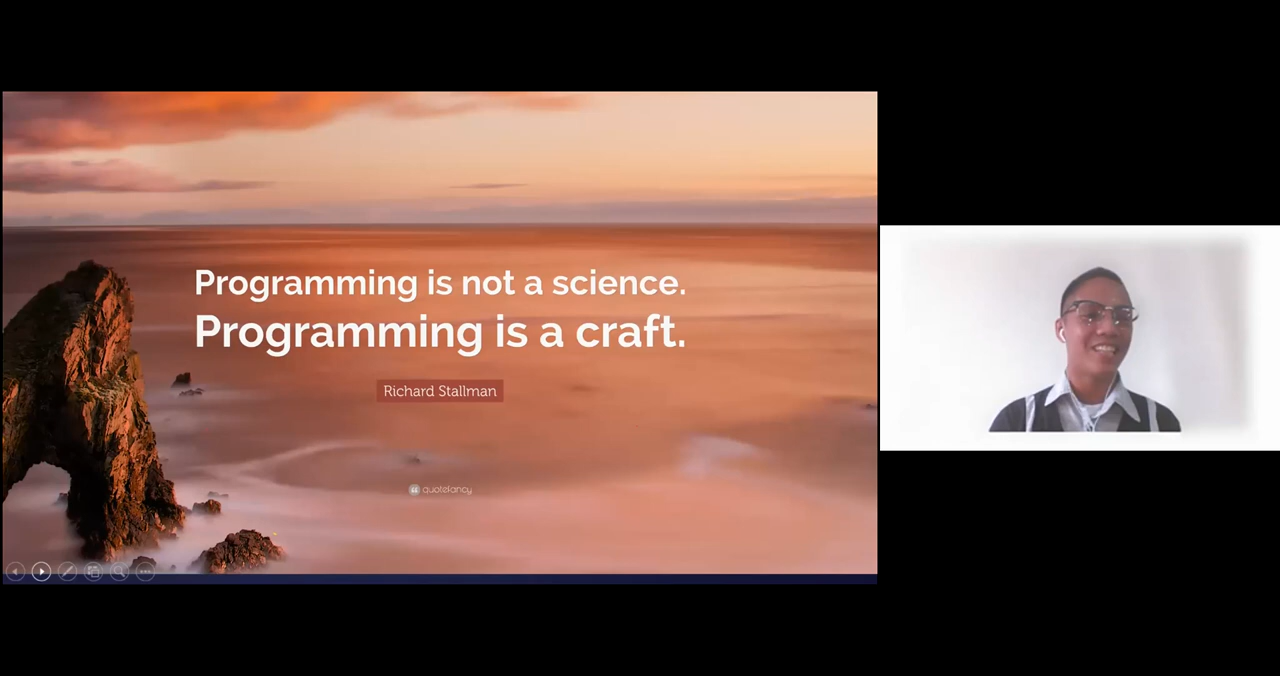 Programming is not a science.
Programming is a craft.
Richard Stallman
quotefancy